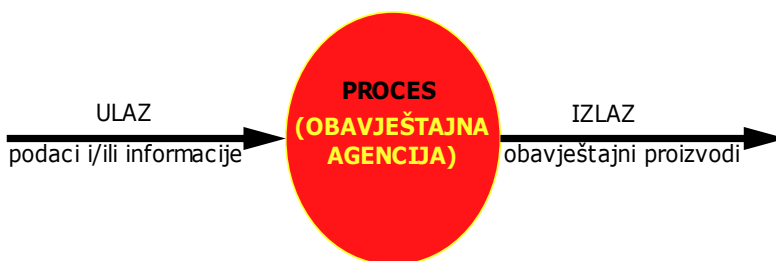 ULAZ
podaci i/ili informacije
PROCES
(OBAVJEŠTAJNA
AGENCIJA)
IZLAZ
obavještajni proizvodi